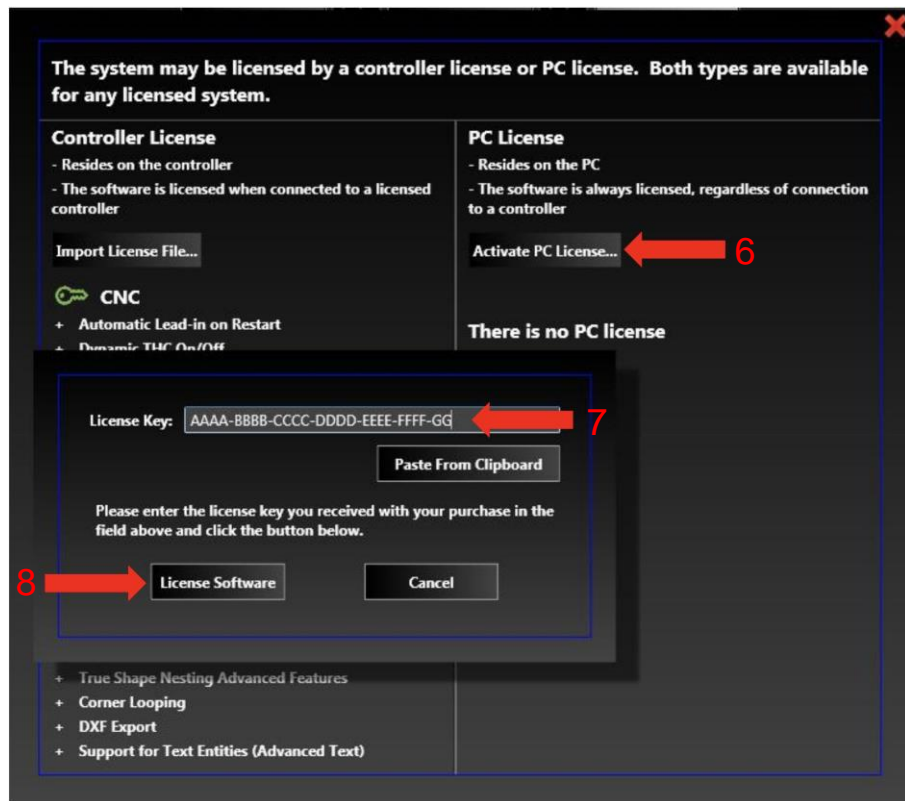 The system may be licensed by a controller license or PC license.  Both types are available
for any licensed system.
Controller License
- Resides on the controller
- The software is licensed when connected to a licensed
controller
Import License File...
CNC
+ Automatic Lead-in on Restart
+ Dynamic THC On/Off
PC License
- Resides on the PC
- The software is always licensed, regardless of connection
to a controller
Activate PC License...
6
There is no PC license
License Key: AAAA-BBBB-CCCC-DDDD-EEEE-FFFF-GG
7
Paste From Clipboard
Please enter the license key you received with your purchase in the
field above and click the button below.
8
License Software
Cancel
+ True Shape Nesting Advanced Features
+ Corner Looping
+ DXF Export
+ Support for Text Entities (Advanced Text)